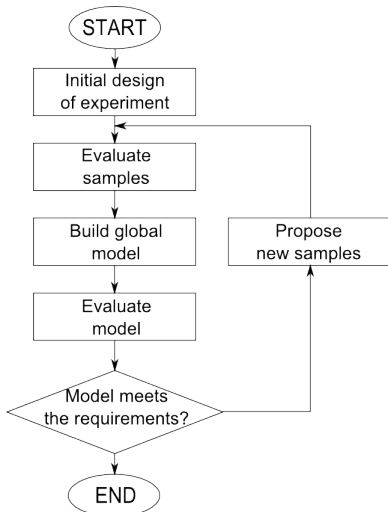 START
Initial design
of experiment
Evaluate
samples
Build global
model
Propose
new samples
Evaluate
model
Model meets
the requirements?
END